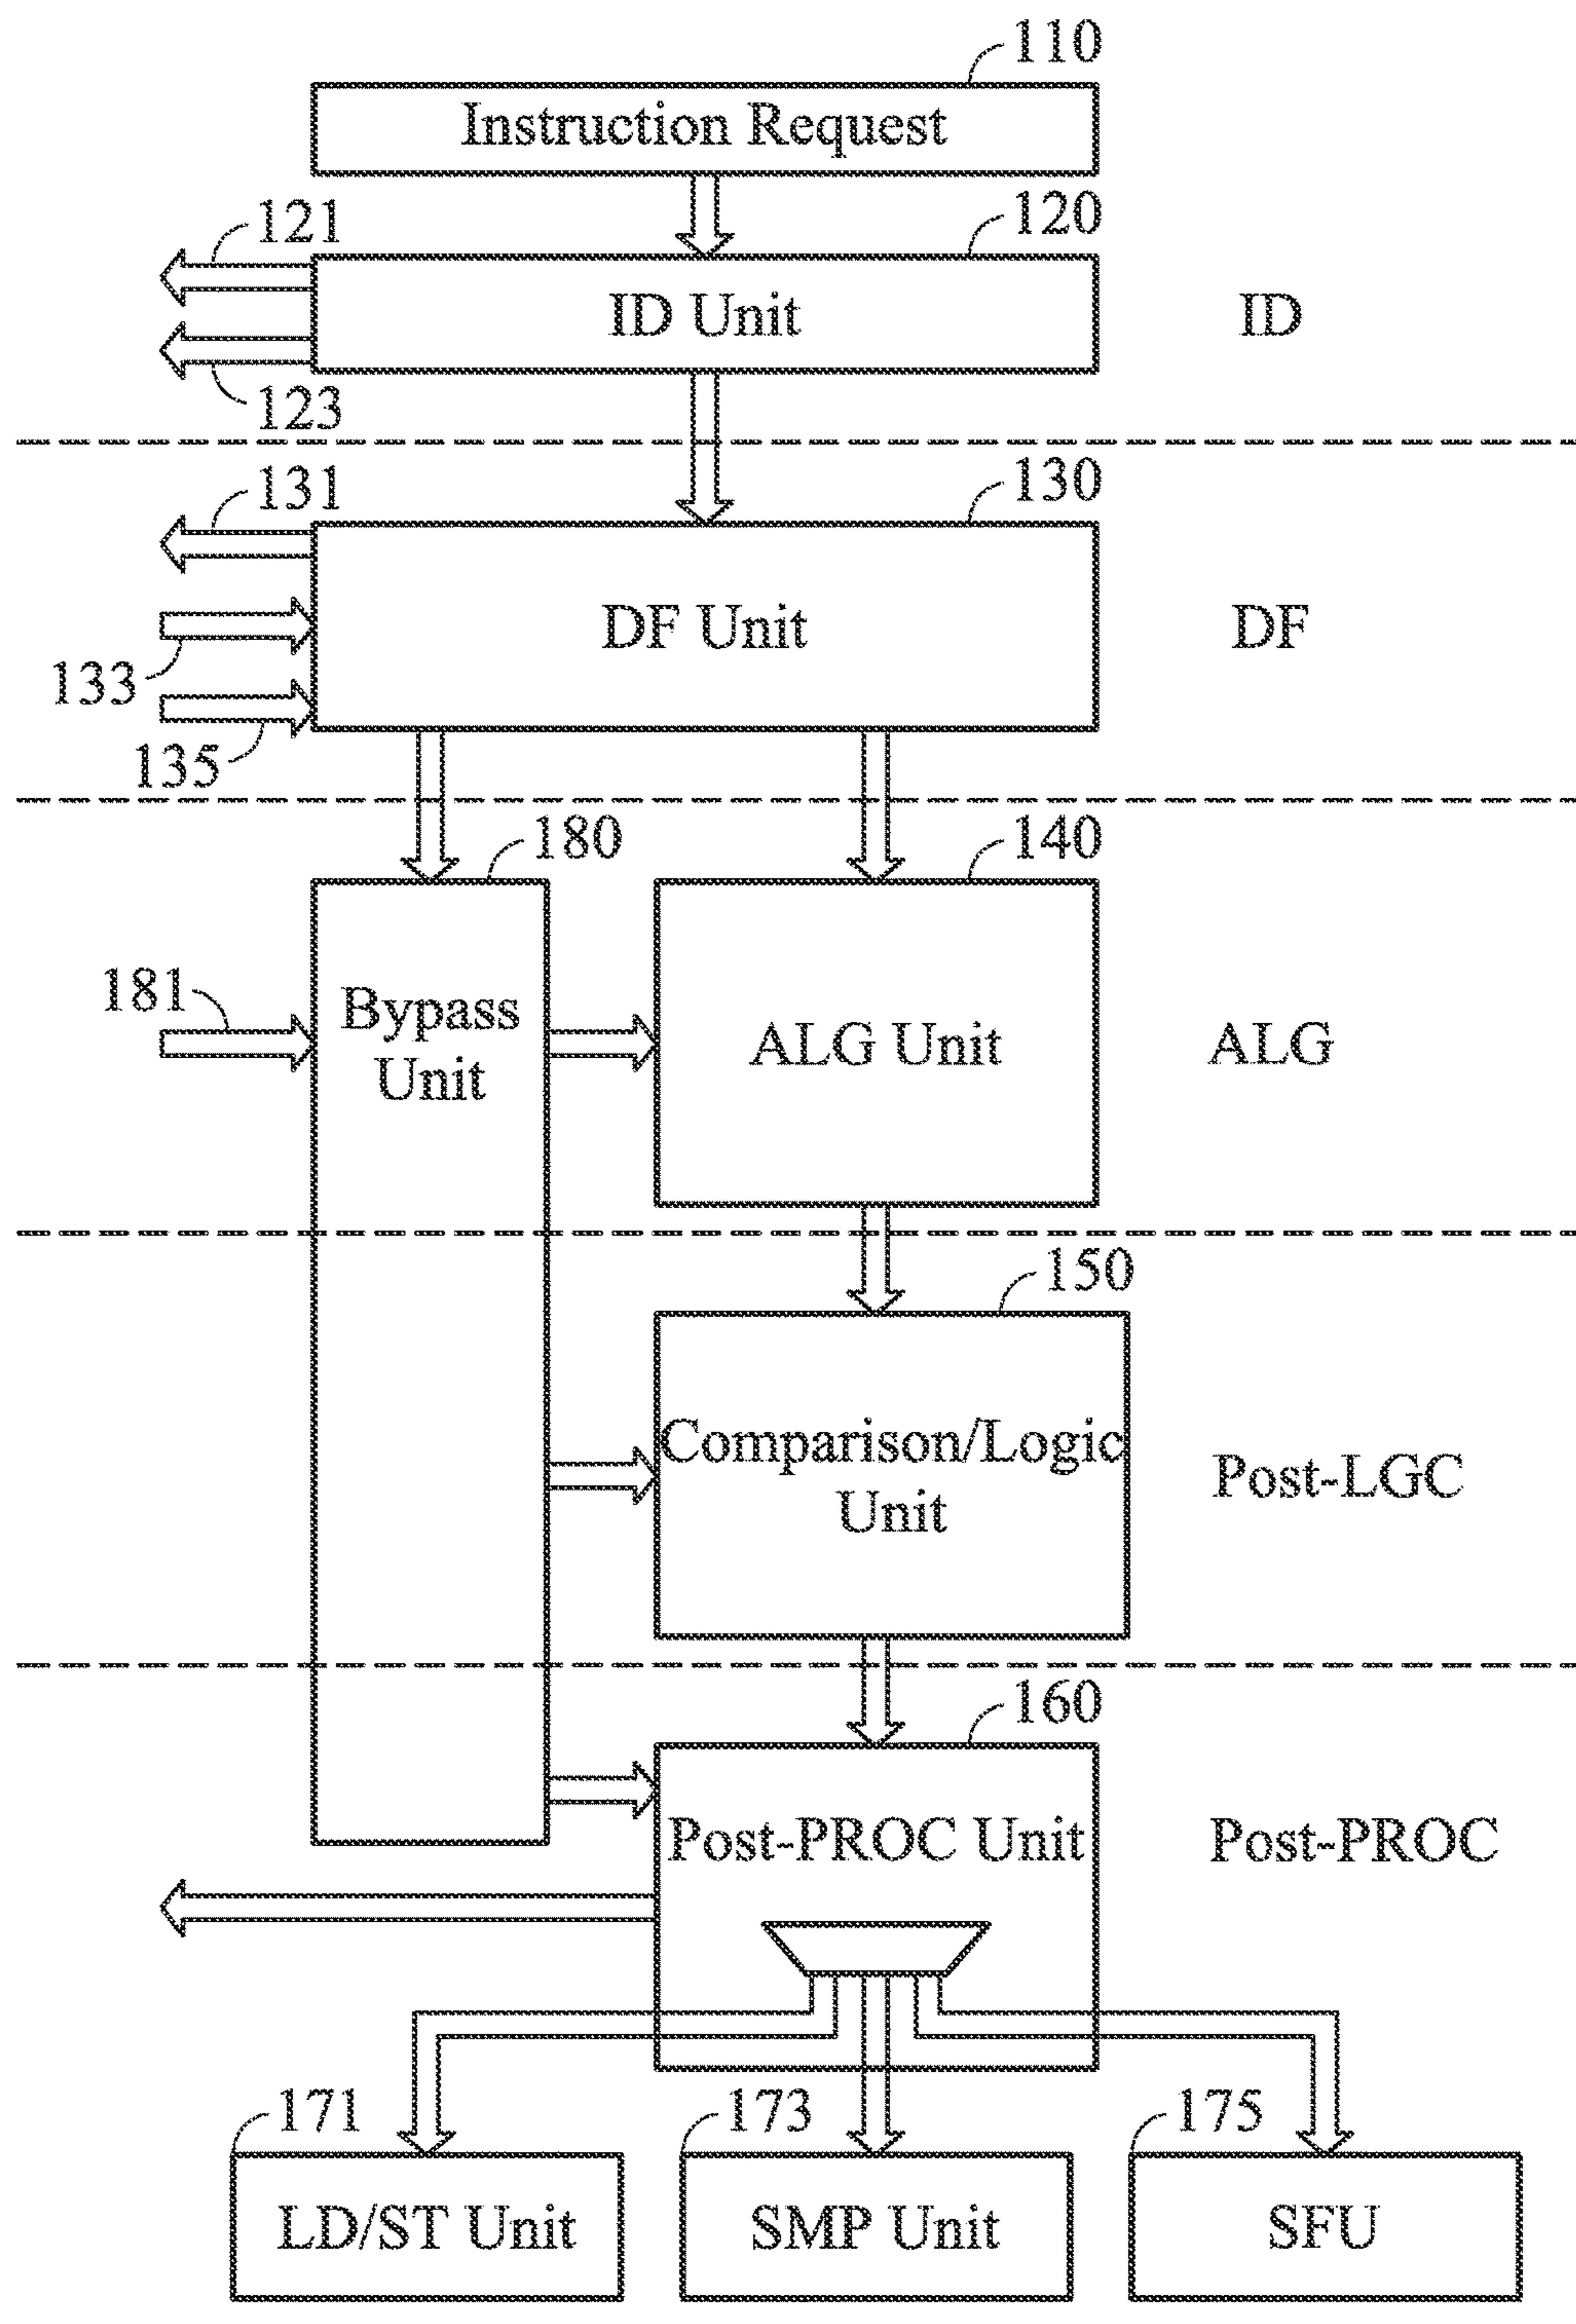 110
Instruction Request
121
120
ID Unit
ID
123
131
130
DF Unit
DF
133
135
180
140
181
Bypass
Unit
ALG Unit
ALG
150
Comparison/Logic
Unit
Post-LGC
160
Post-PROC Unit
Post-PROC
171
173
175
LD/ST Unit
SMP Unit
SFU